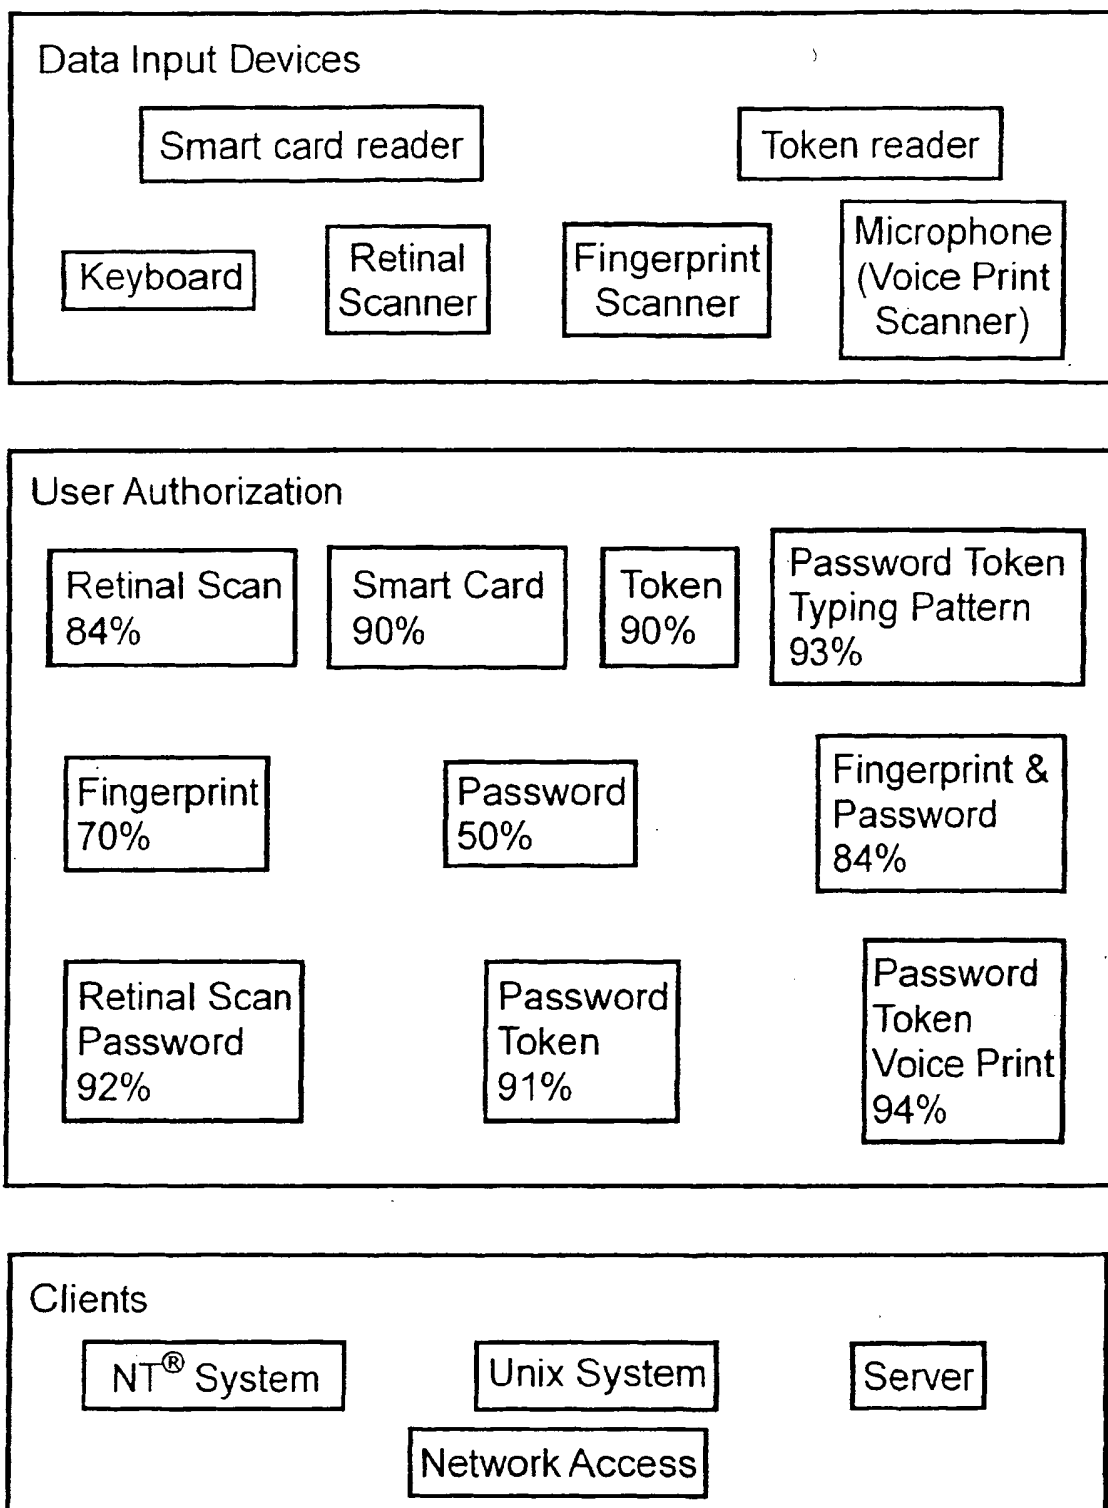 Data Input Devices
Smart card reader
Token reader
Keyboard
Retinal
Scanner
Fingerprint
Scanner
Microphone
(Voice Print
Scanner)
User Authorization
Retinal Scan
84%
Smart Card
90%
Token
90%
Password Token
Typing Pattern
93%
Fingerprint
70%
Password
50%
Fingerprint &
Password
84%
Retinal Scan
Password
92%
Password
Token
91%
Password
Token
Voice Print
94%
Clients
NT® System
Unix System
Server
Network Access